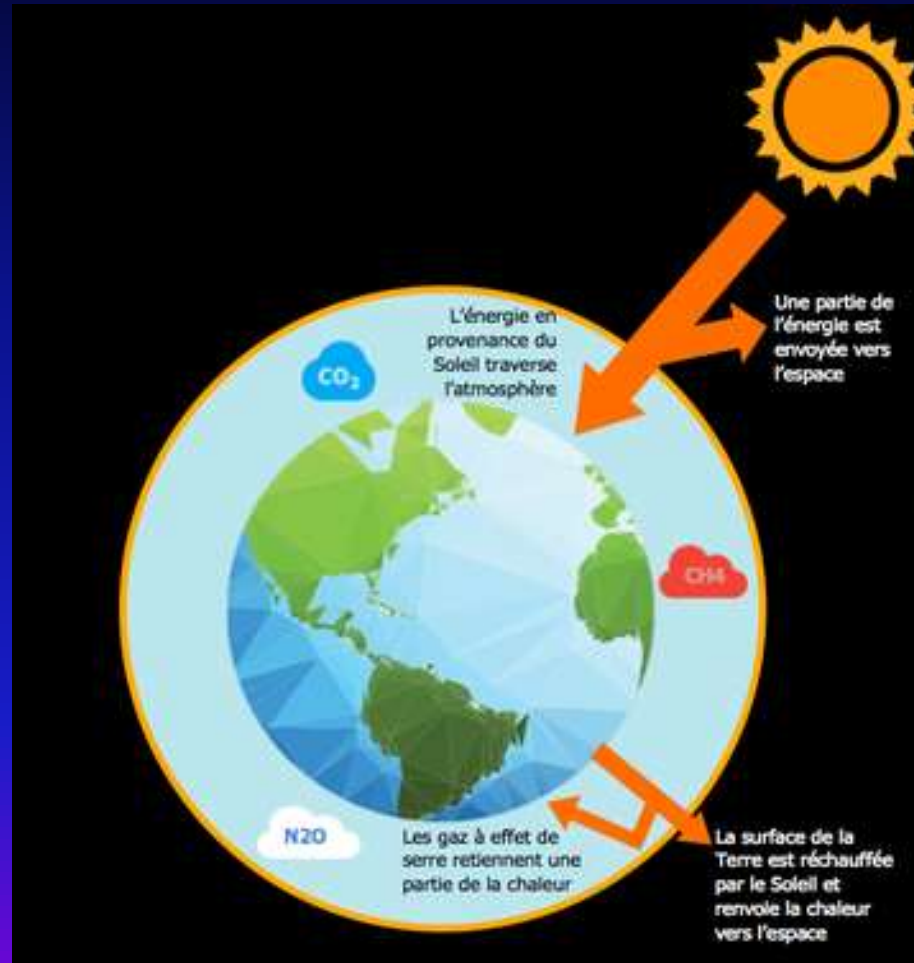 L'énergie en
provenance du
Soleil traverse
l'atmosphère
Une partie de
l'énergie est
envoyée vers
l'espace
CO₂
CH4
N2O
Les gaz à effet de
serre retiennent une
partie de la chaleur
La surface de la
Terre est réchauffée
par le Soleil et
renvoie la chaleur
vers l'espace